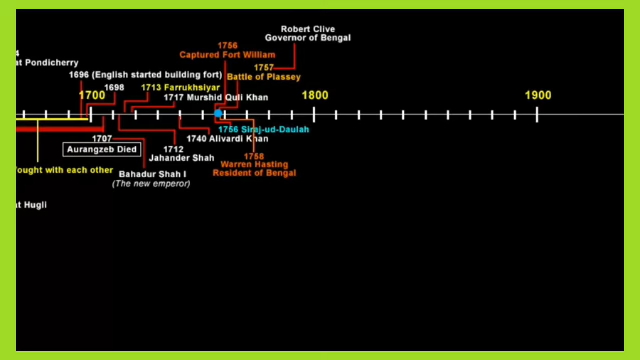 Robert Clive
Governor of Bengal
1756
Captured Fort William
4
at Pondicherry
1757
Battle of Plassey
1696 (English started building fort)
1700
1698
1713 Farrukhsiyar
1717 Murshid Quli Khan
1800
1900
1756 Siraj-ud-Daulah
1740 Alivardi Khan
1707
Aurangzeb Died
1712
Jahander Shah
1758
Warren Hasting
Resident of Bengal
fought with each other
Bahadur Shah I
(The new emperor)
at Hugli